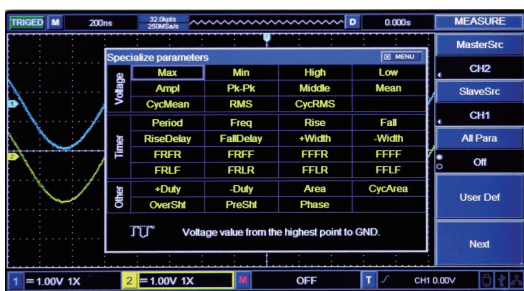 TRIGED M 200ns 32.0kpts 250MSa/s D 0.000s MEASURE
Specialize parameters MENU
Voltage
Max Min High Low
Ampl Pk-Pk Middle Mean
CycMean RMS CycRMS
Timer
Period Freq Rise Fall
RiseDelay FallDelay +Width -Width
FRFR FRFF FFFR FFFF
FRLF FRLR FFLR FFLF
Other
+Duty -Duty Area CycArea
OverSht PreSht Phase
Voltage value from the highest point to GND.
MasterSrc
CH2
SlaveSrc
CH1
All Para
Off
User Def
Next
1
2
1 = 1.00V 1X 2 = 1.00V 1X M OFF T CH1 0.00V